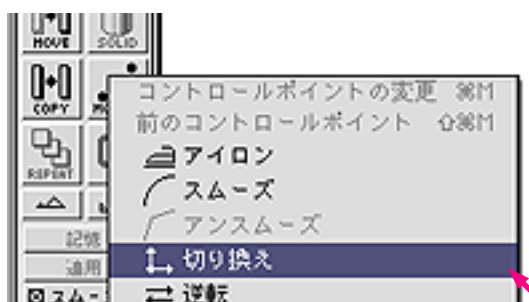 MOVE
SOLID
COPY
コントロールポイントの変更 ⌘M
前のコントロールポイント ⇧⌘M
REPEAT
アイロン
スムーズ
アンスムーズ
記憶
適用
切り換え
スム-
逆転